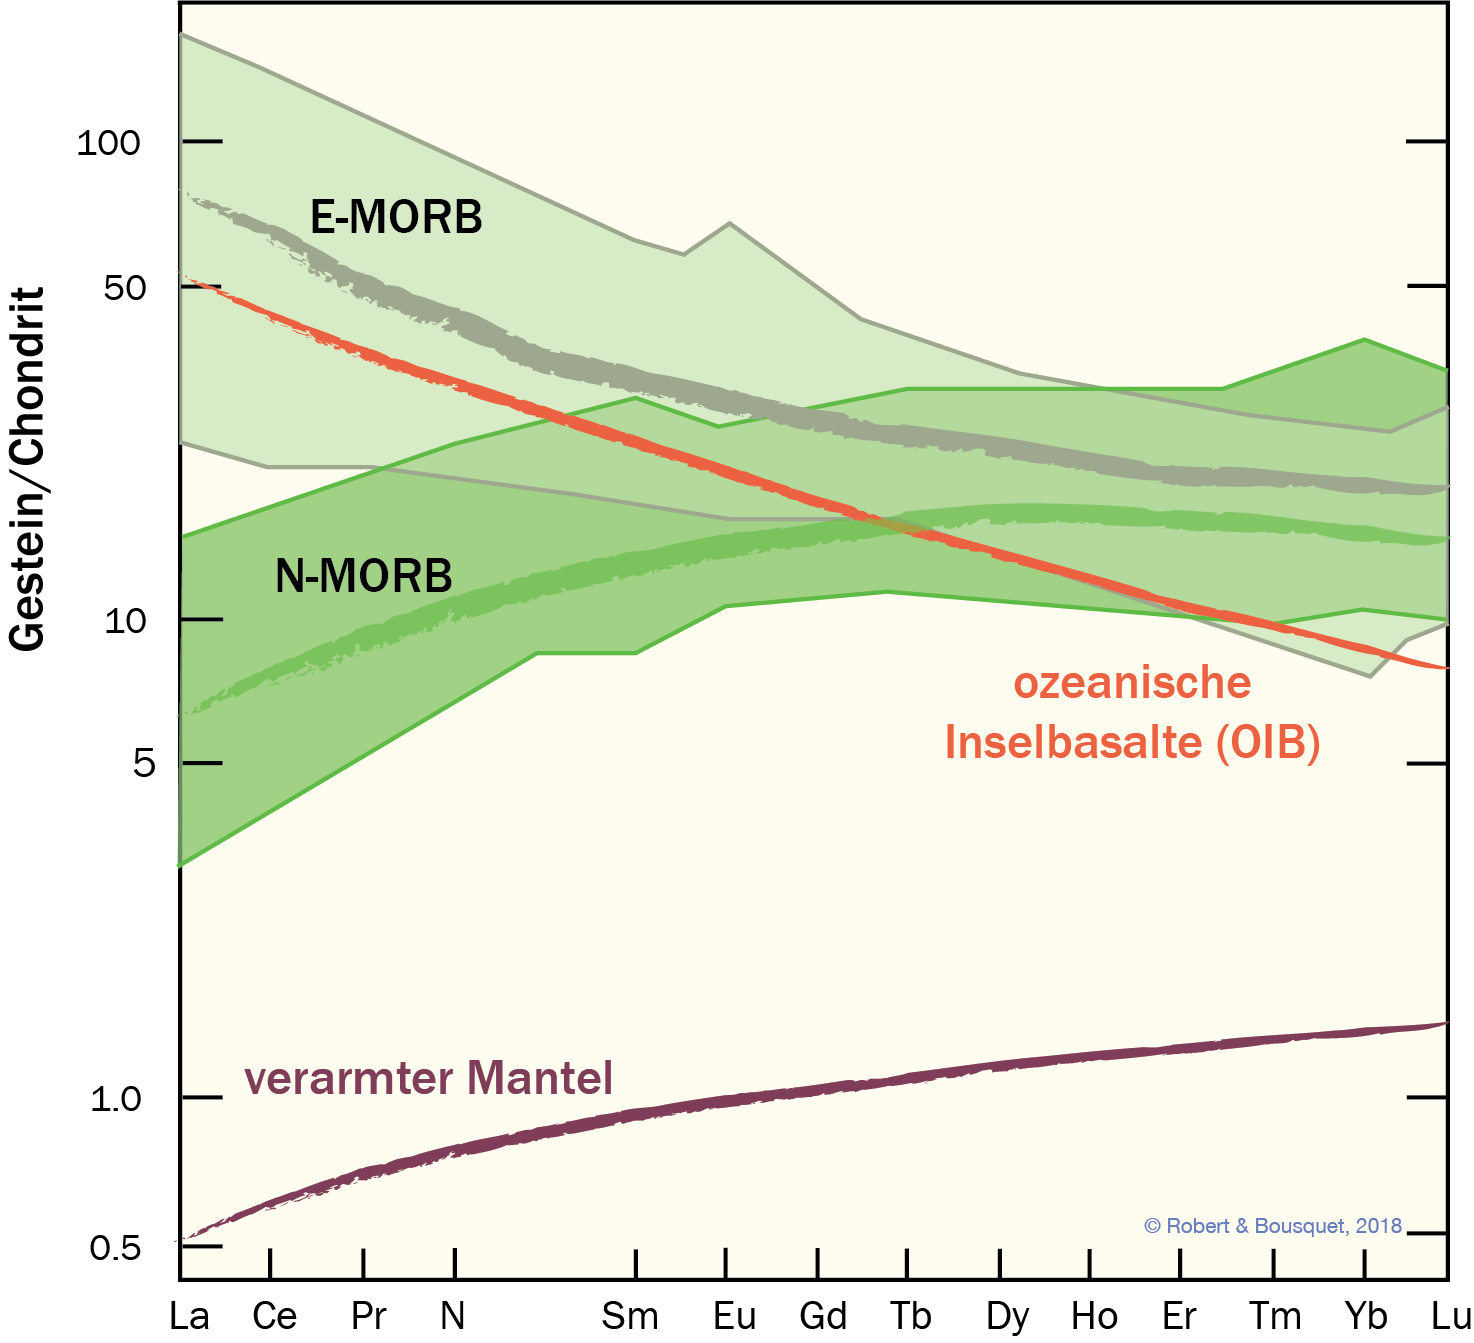 Gestein/Chondrit
100
50
10
5
1.0
0.5
E-MORB
N-MORB
ozeanische
Inselbasalte (OIB)
verarmter Mantel
© Robert & Bousquet, 2018
La Ce Pr N Sm Eu Gd Tb Dy Ho Er Tm Yb Lu